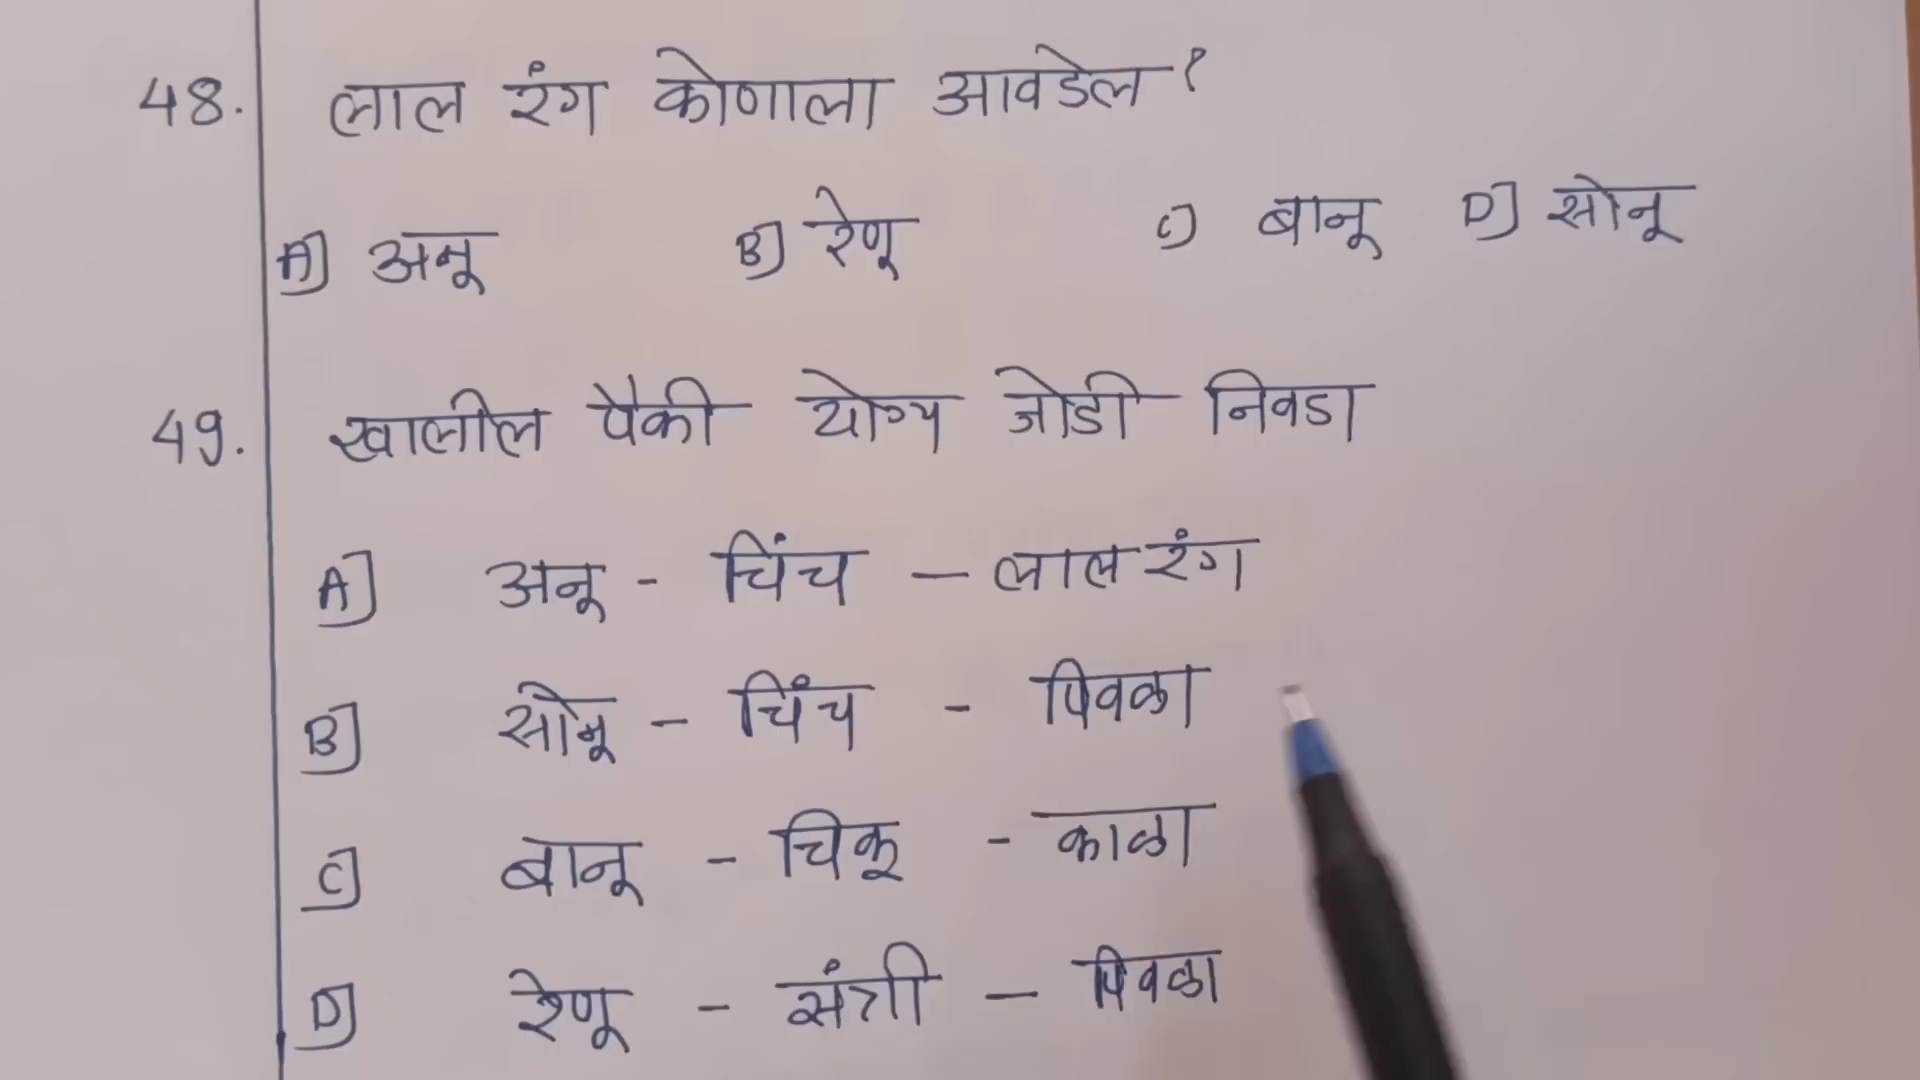 48. लाल रंग कोणाला आवडेल?
A] अनू B] रेणू C) बानू D] सोनू
49. खालील पैकी योग्य जोडी निवडा
A] अनू - चिंच - लाल रंग
B] सोनू - चिंच - पिवळा
C] बानू - चिकू - काळा
D] रेणू - संत्री - पिवळा